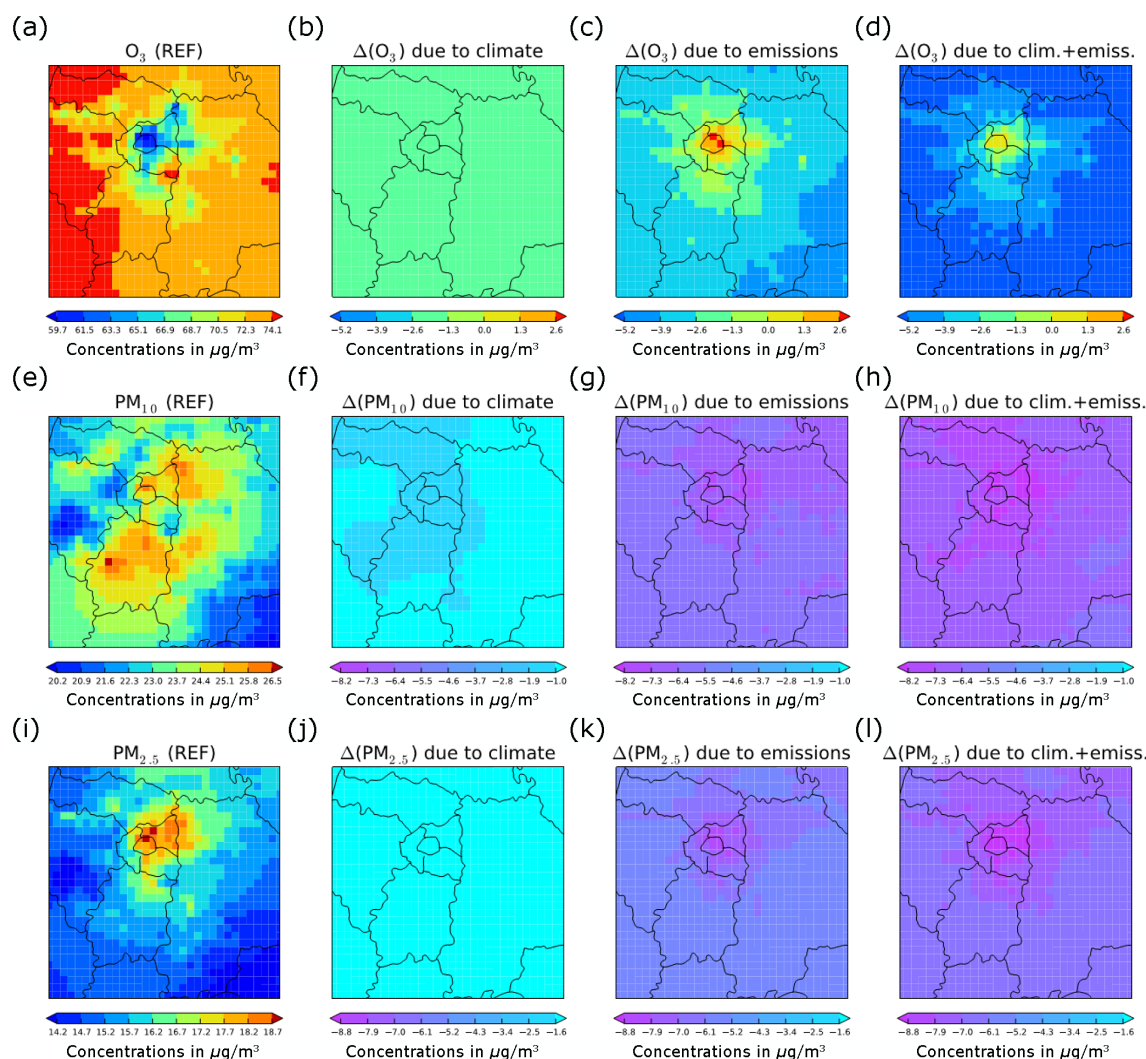 (a) (b) (c) (d)
O₃ (REF) Δ(O₃) due to climate Δ(O₃) due to emissions Δ(O₃) due to clim.+emiss.
59.7 61.5 63.3 65.1 66.9 68.7 70.5 72.3 74.1 −5.2 −3.9 −2.6 −1.3 0.0 1.3 2.6 −5.2 −3.9 −2.6 −1.3 0.0 1.3 2.6 −5.2 −3.9 −2.6 −1.3 0.0 1.3 2.6
Concentrations in μg/m³ Concentrations in μg/m³ Concentrations in μg/m³ Concentrations in μg/m³
(e) (f) (g) (h)
PM₁₀ (REF) Δ(PM₁₀) due to climate Δ(PM₁₀) due to emissions Δ(PM₁₀) due to clim.+emiss.
20.2 20.9 21.6 22.3 23.0 23.7 24.4 25.1 25.8 26.5 −8.2 −7.3 −6.4 −5.5 −4.6 −3.7 −2.8 −1.9 −1.0 −8.2 −7.3 −6.4 −5.5 −4.6 −3.7 −2.8 −1.9 −1.0 −8.2 −7.3 −6.4 −5.5 −4.6 −3.7 −2.8 −1.9 −1.0
Concentrations in μg/m³ Concentrations in μg/m³ Concentrations in μg/m³ Concentrations in μg/m³
(i) (j) (k) (l)
PM₂.₅ (REF) Δ(PM₂.₅) due to climate Δ(PM₂.₅) due to emissions Δ(PM₂.₅) due to clim.+emiss.
14.2 14.7 15.2 15.7 16.2 16.7 17.2 17.7 18.2 18.7 −8.8 −7.9 −7.0 −6.1 −5.2 −4.3 −3.4 −2.5 −1.6 −8.8 −7.9 −7.0 −6.1 −5.2 −4.3 −3.4 −2.5 −1.6 −8.8 −7.9 −7.0 −6.1 −5.2 −4.3 −3.4 −2.5 −1.6
Concentrations in μg/m³ Concentrations in μg/m³ Concentrations in μg/m³ Concentrations in μg/m³